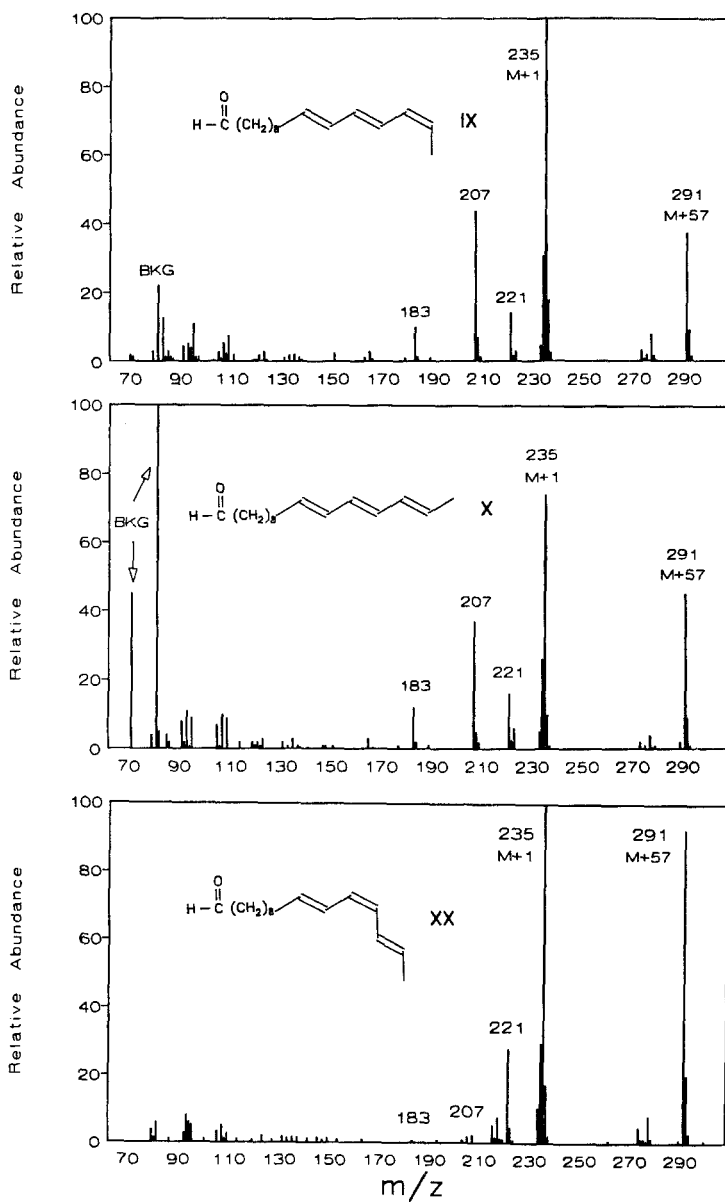 Relative Abundance
100
80
60
40
20
0
235
M+1
O
H — C (CH₂)₈
IX
207
291
M+57
BKG
221
183
70 90 110 130 150 170 190 210 230 250 270 290
Relative Abundance
100
80
60
40
20
0
235
M+1
O
H — C (CH₂)₈
X
BKG
291
M+57
207
221
183
70 90 110 130 150 170 190 210 230 250 270 290
Relative Abundance
100
80
60
40
20
0
235
M+1
291
M+57
O
H — C (CH₂)₈
XX
221
207
183
70 90 110 130 150 170 190 210 230 250 270 290
m/z